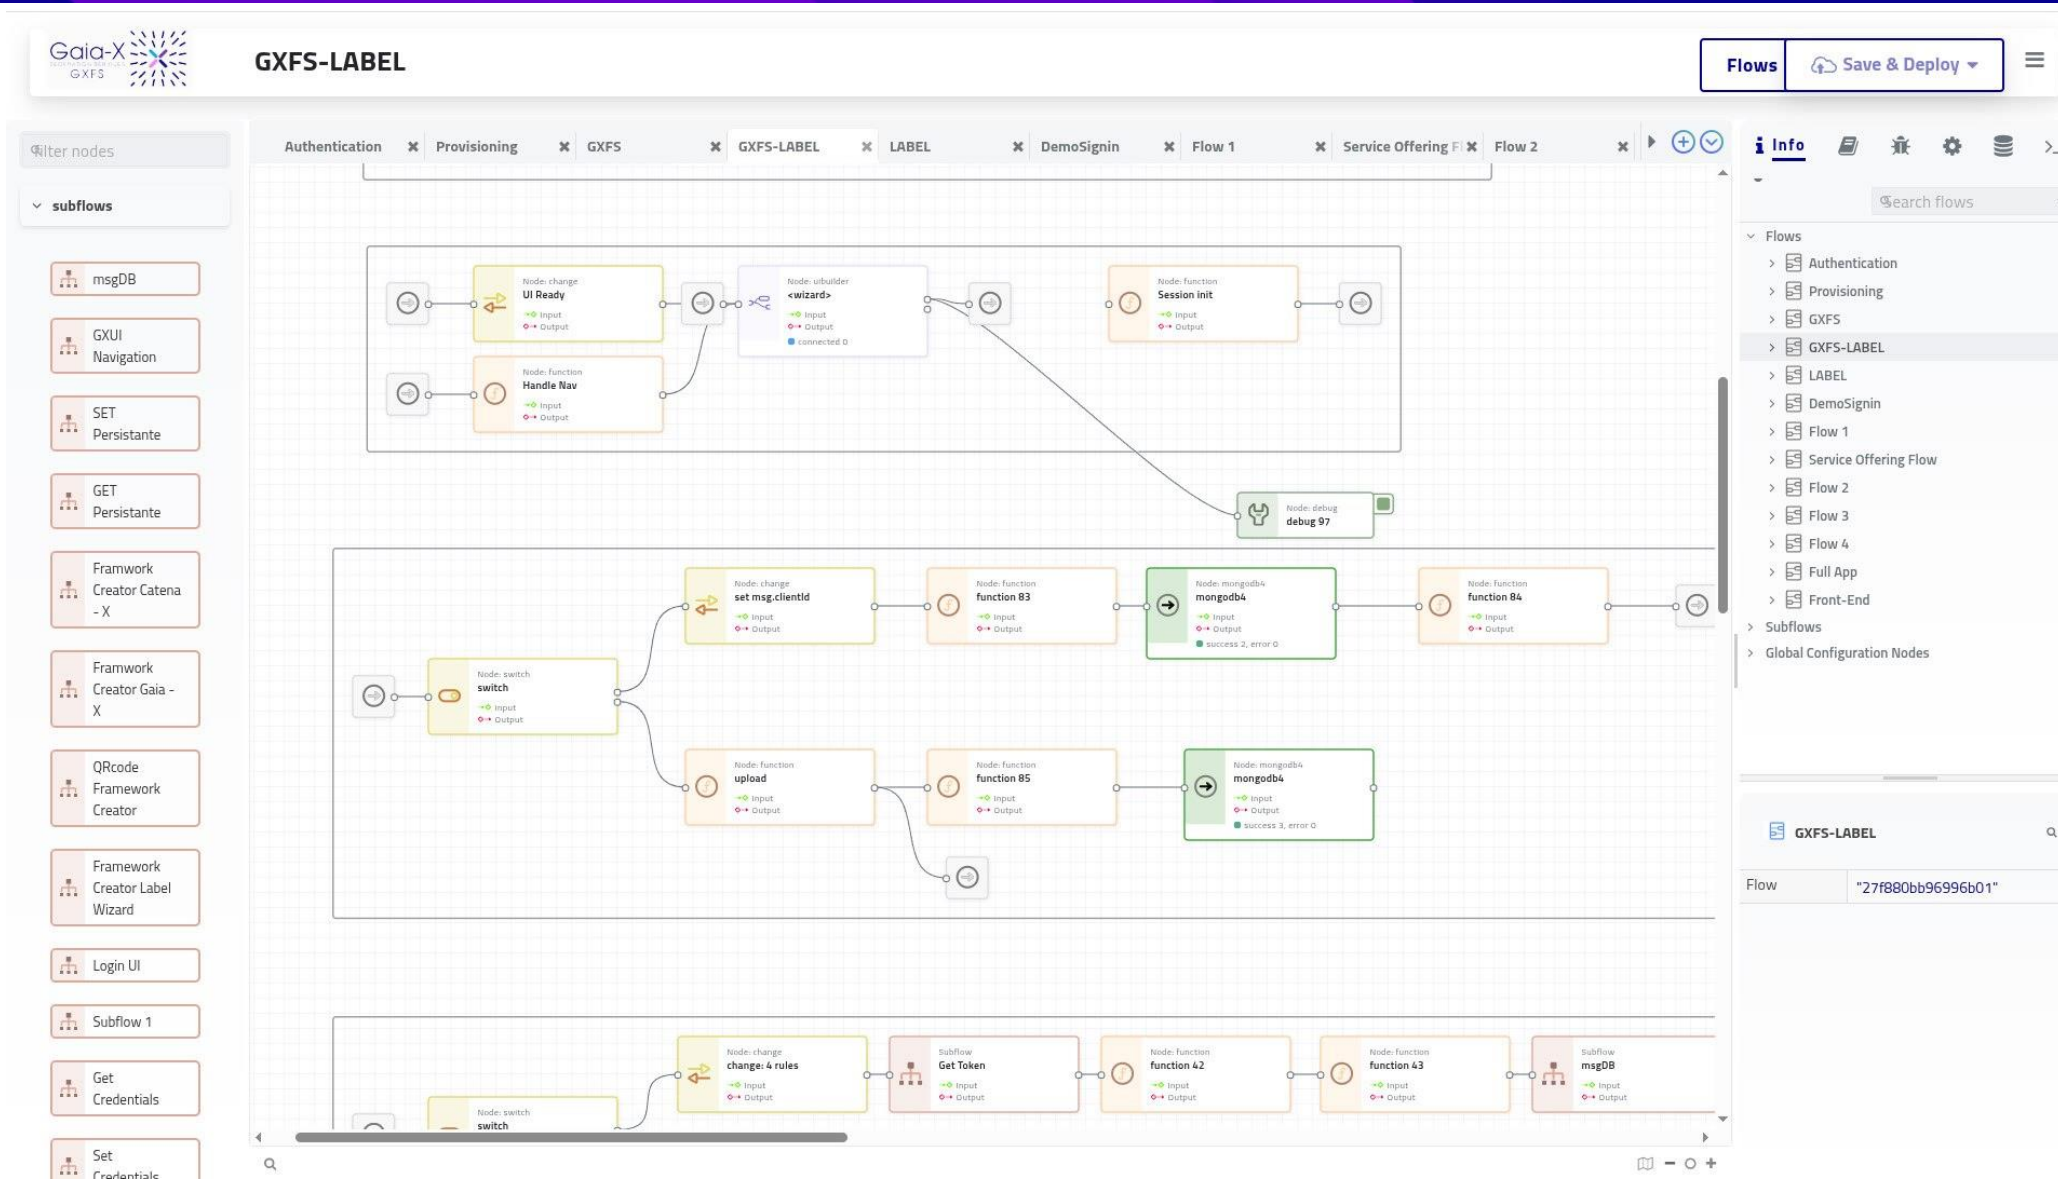 Gaia-X
GXFS
GXFS-LABEL
Flows
Save & Deploy
filter nodes
subflows
msgDB
GXUI
Navigation
SET
Persistante
GET
Persistante
Framwork
Creator Catena
- X
Framwork
Creator Gaia -
X
QRcode
Framework
Creator
Framework
Creator Label
Wizard
Login UI
Subflow 1
Get
Credentials
Set
Credentials
Authentication
Provisioning
GXFS
GXFS-LABEL
LABEL
DemoSignin
Flow 1
Service Offering Fl
Flow 2
Node: change
UI Ready
Input
Output
Node: uibuilder
<wizard>
Input
Output
connected 0
Node: function
Session init
Input
Output
Node: function
Handle Nav
Input
Output
Node: debug
debug 97
Node: change
set msg.clientId
Input
Output
Node: function
function 83
Input
Output
Node: mongodb4
mongodb4
Input
Output
success 2, error 0
Node: function
function 84
Input
Output
Node: switch
switch
Input
Output
Node: function
upload
Input
Output
Node: function
function 85
Input
Output
Node: mongodb4
mongodb4
Input
Output
success 3, error 0
Node: change
change: 4 rules
Input
Output
Subflow
Get Token
Input
Output
Node: function
function 42
Input
Output
Node: function
function 43
Input
Output
Subflow
msgDB
Input
Output
Node: switch
switch
Info
Search flows
Flows
Authentication
Provisioning
GXFS
GXFS-LABEL
LABEL
DemoSignin
Flow 1
Service Offering Flow
Flow 2
Flow 3
Flow 4
Full App
Front-End
Subflows
Global Configuration Nodes
GXFS-LABEL
Flow "27f880bb96996b01"